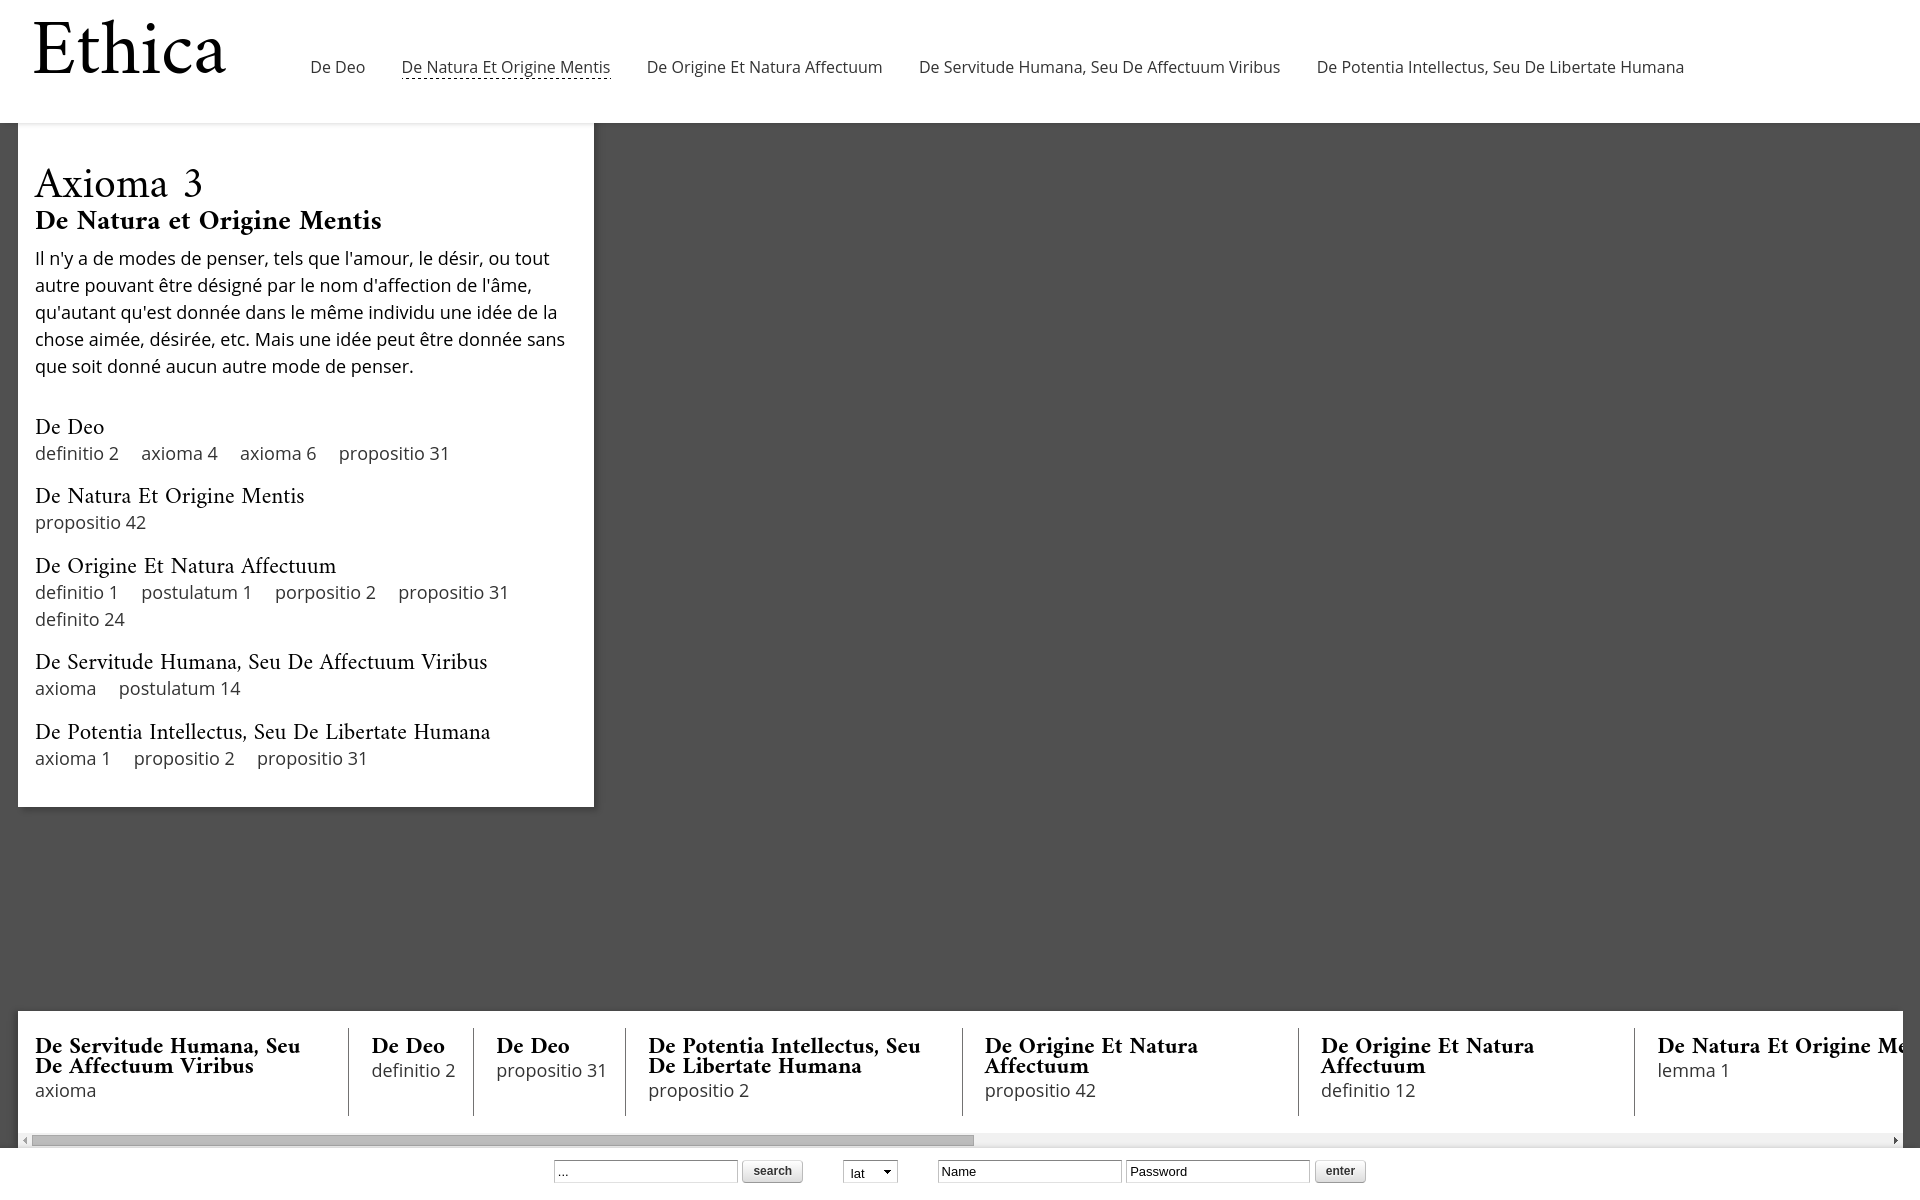 Ethica
De Deo De Natura Et Origine Mentis De Origine Et Natura Affectuum De Servitude Humana, Seu De Affectuum Viribus De Potentia Intellectus, Seu De Libertate Humana
Axioma 3
De Natura et Origine Mentis
Il n'y a de modes de penser, tels que l'amour, le désir, ou tout
autre pouvant être désigné par le nom d'affection de l'âme,
qu'autant qu'est donnée dans le même individu une idée de la
chose aimée, désirée, etc. Mais une idée peut être donnée sans
que soit donné aucun autre mode de penser.
De Deo
definitio 2 axioma 4 axioma 6 propositio 31
De Natura Et Origine Mentis
propositio 42
De Origine Et Natura Affectuum
definitio 1 postulatum 1 porpositio 2 propositio 31
definito 24
De Servitude Humana, Seu De Affectuum Viribus
axioma postulatum 14
De Potentia Intellectus, Seu De Libertate Humana
axioma 1 propositio 2 propositio 31
De Servitude Humana, Seu
De Affectuum Viribus
axioma
De Deo
definitio 2
De Deo
propositio 31
De Potentia Intellectus, Seu
De Libertate Humana
propositio 2
De Origine Et Natura
Affectuum
propositio 42
De Origine Et Natura
Affectuum
definitio 12
De Natura Et Origine Me
lemma 1
... search lat Name Password enter